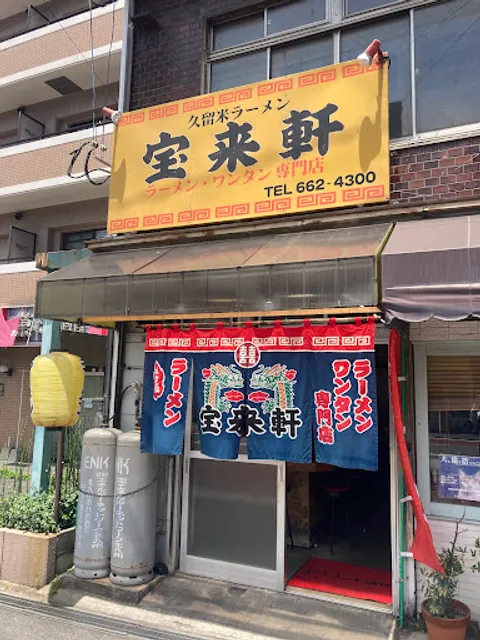 久留米ラーメン
宝来軒
ラーメン・ワンタン専門店
TEL 662-4300
ラーメン
宝来軒
ラーメン
ワンタン
専門店
ENIK